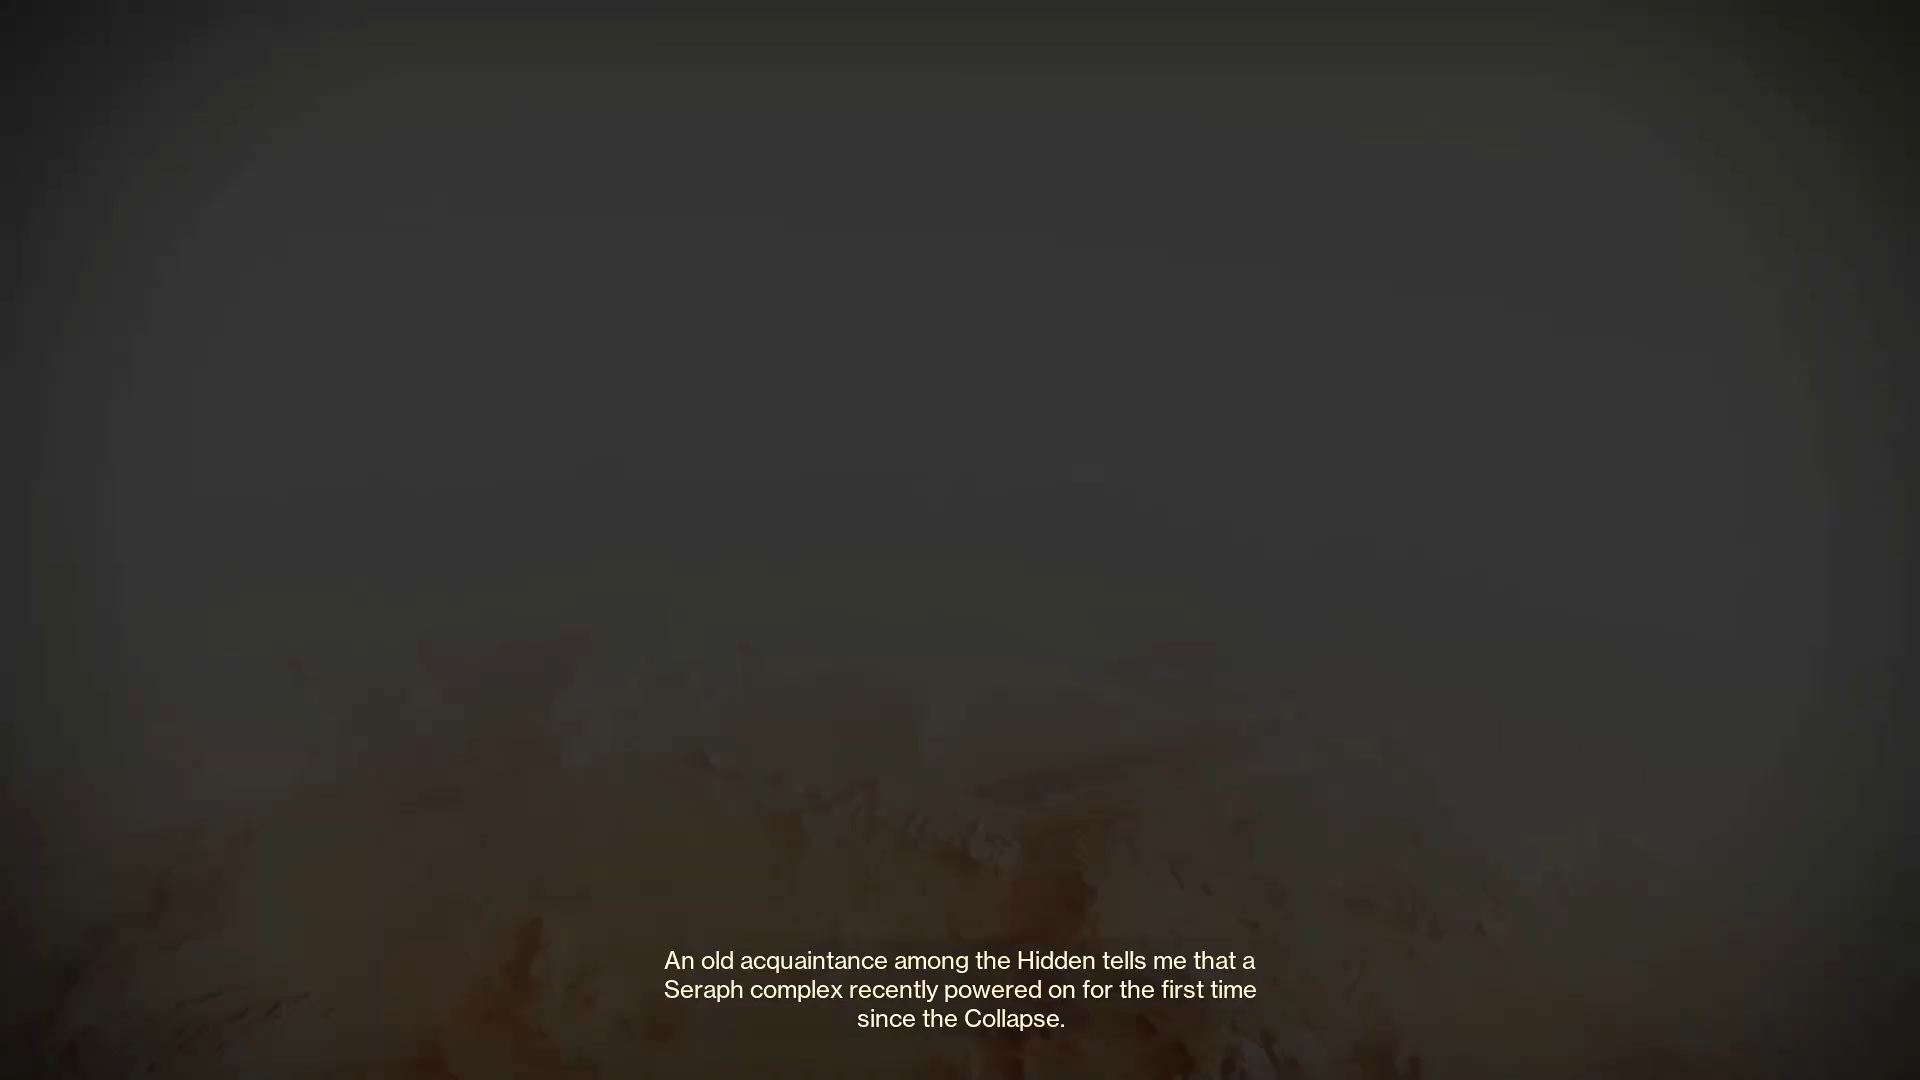 An old acquaintance among the Hidden tells me that a
Seraph complex recently powered on for the first time
since the Collapse.